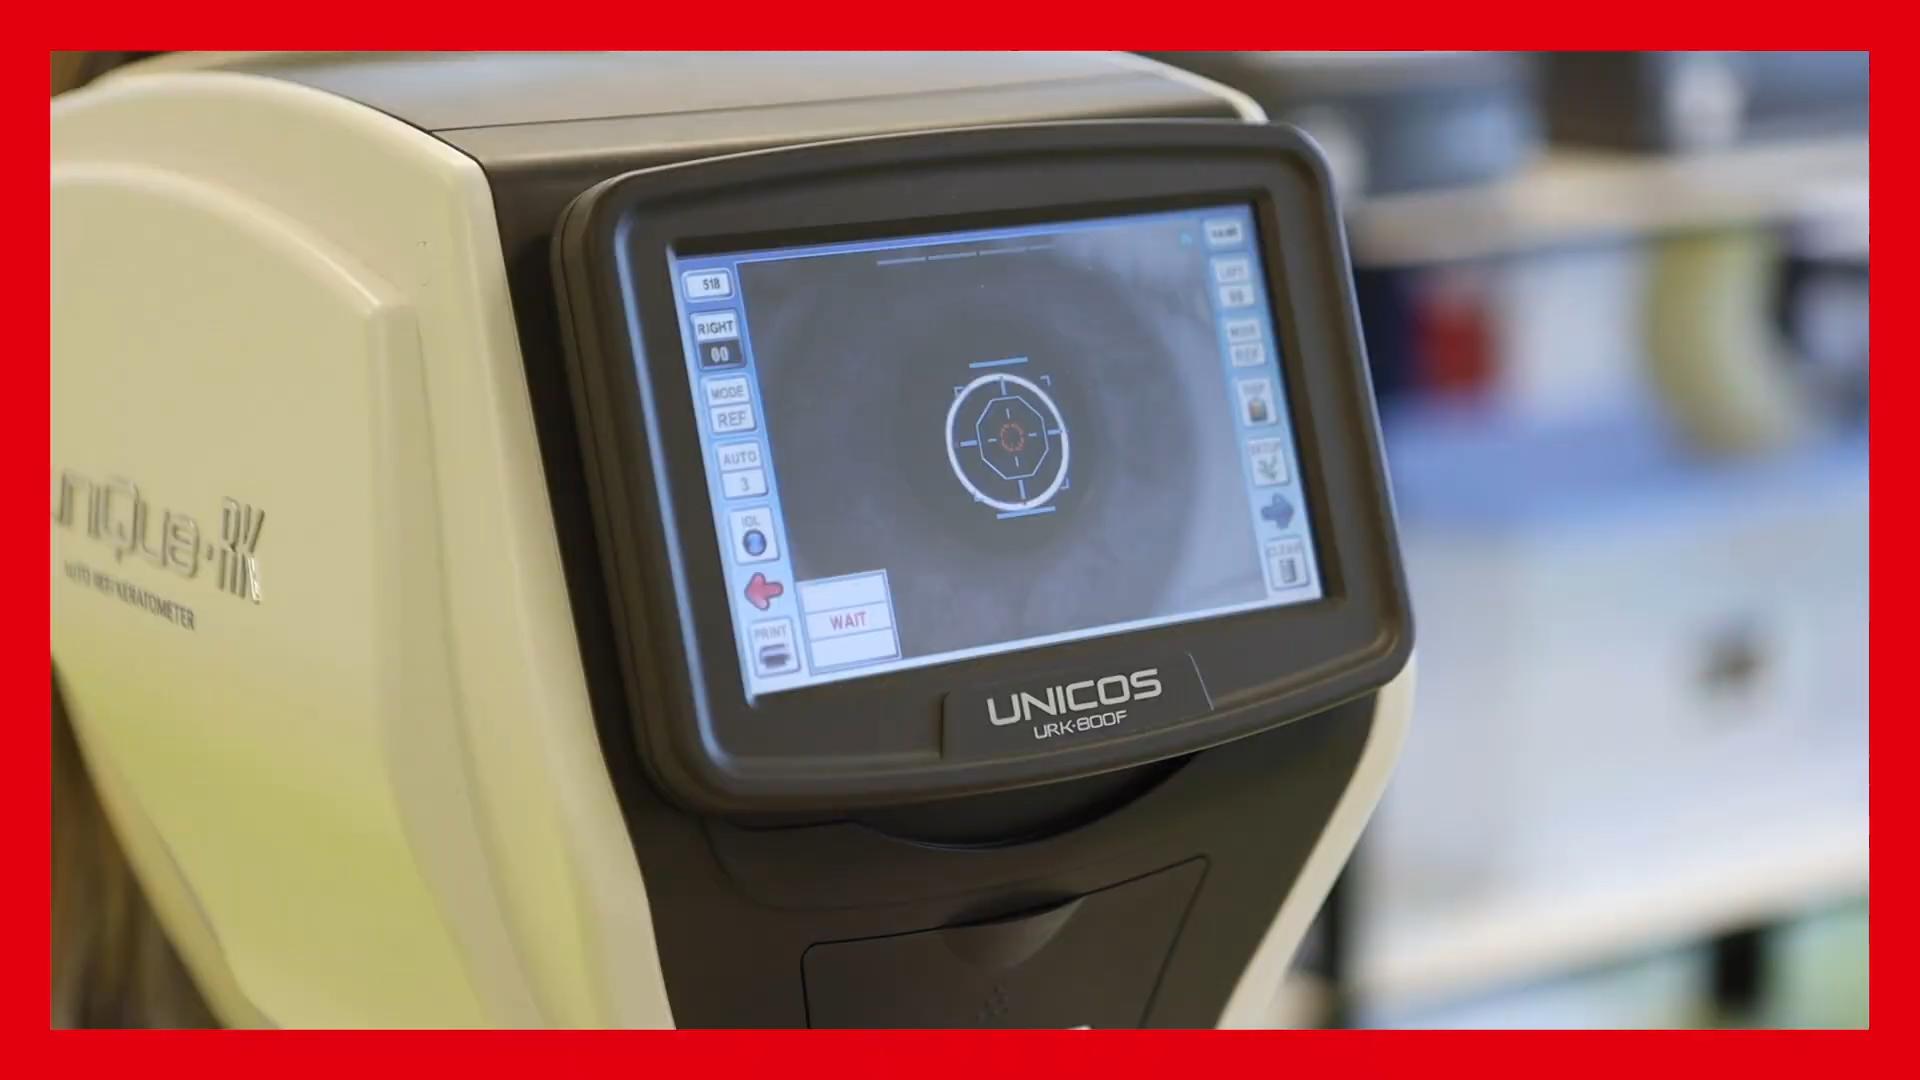 518
RIGHT
00
MODE
REF
AUTO
3
IOL
PRINT
WAIT
LEFT
00
MODE
REF
CLEAR
UNICOS
URK-800F
RK
AUTO REF/KERATOMETER